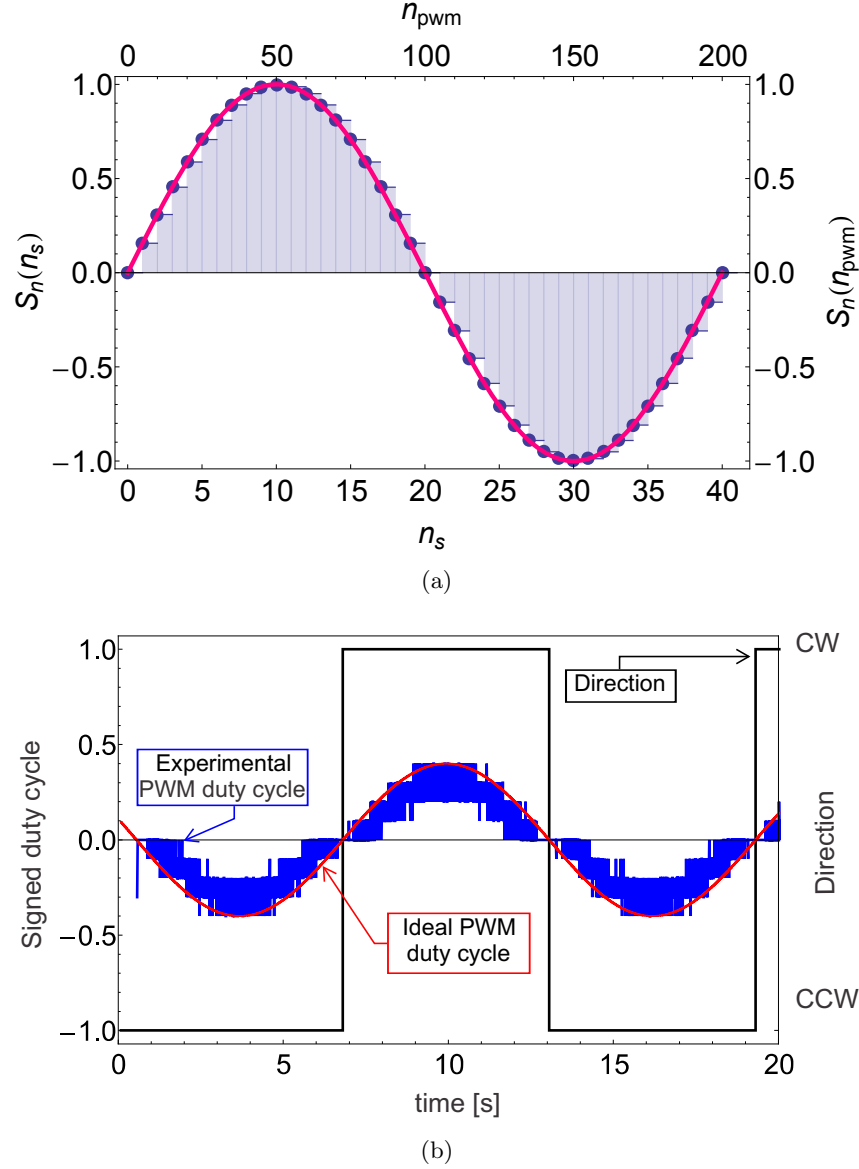 n_pwm
0 50 100 150 200
1.0 1.0
0.5 0.5
0.0 0.0
−0.5 −0.5
−1.0 −1.0
S_n(n_s)
S_n(n_pwm)
0 5 10 15 20 25 30 35 40
n_s
(a)
1.0
0.5
0.0
−0.5
−1.0
Signed duty cycle
CW
Direction
Experimental
PWM duty cycle
Direction
Ideal PWM
duty cycle
CCW
0 5 10 15 20
time [s]
(b)